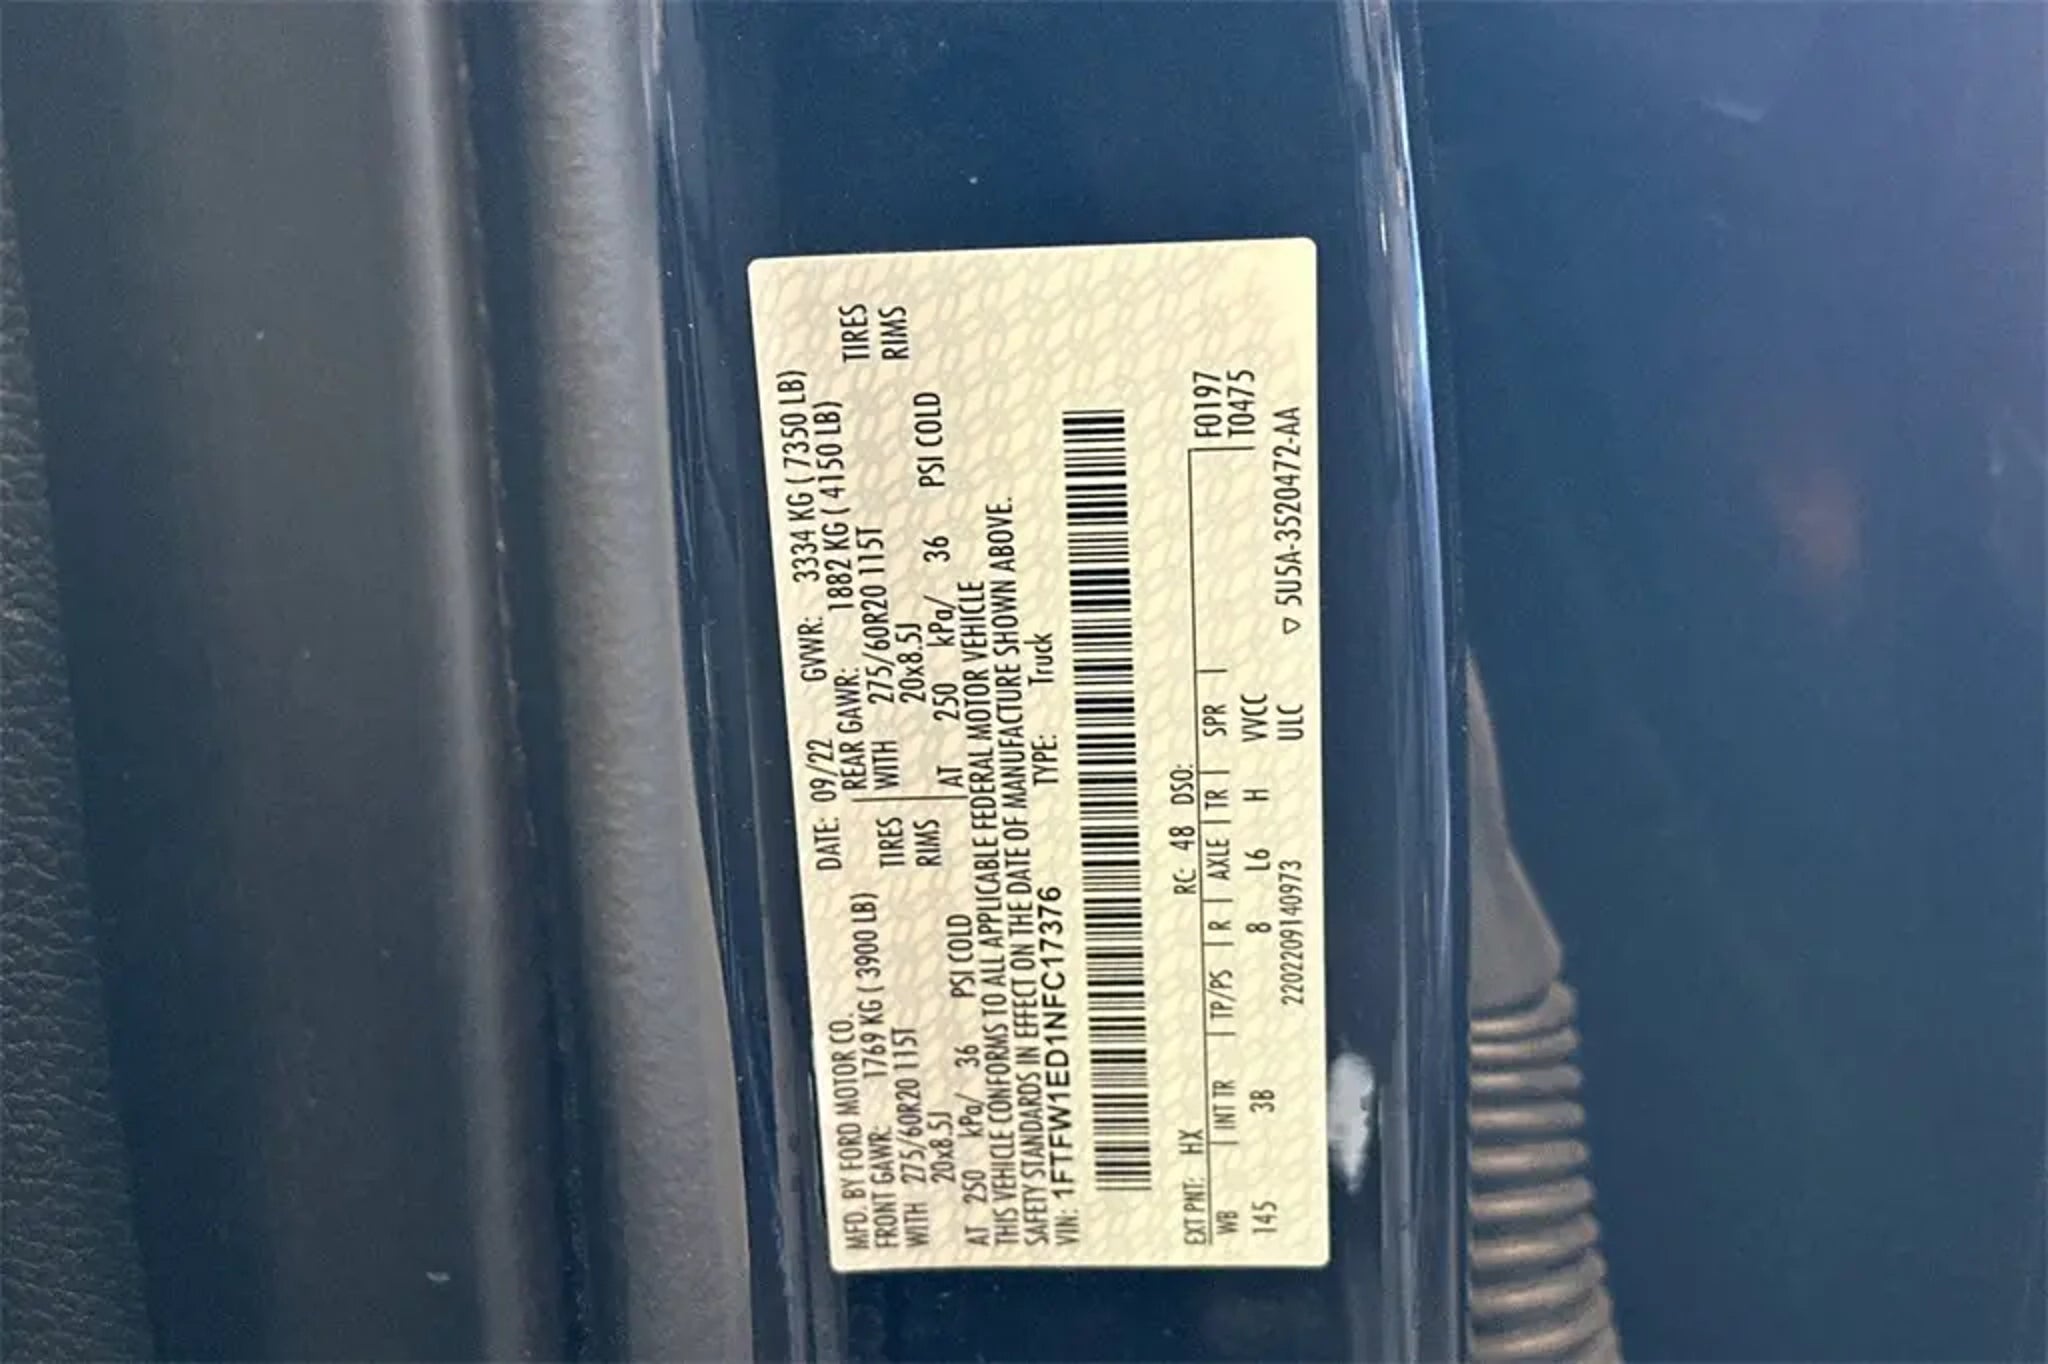 MFD. BY FORD MOTOR CO. DATE: 09/22 GVWR: 3334 KG ( 7350 LB)
FRONT GAWR: 1769 KG ( 3900 LB) REAR GAWR: 1882 KG ( 4150 LB)
WITH 275/60R20 115T TIRES WITH 275/60R20 115T TIRES
20x8.5J RIMS 20x8.5J RIMS
AT 250 kPa/ 36 PSI COLD AT 250 kPa/ 36 PSI COLD
THIS VEHICLE CONFORMS TO ALL APPLICABLE FEDERAL MOTOR VEHICLE
SAFETY STANDARDS IN EFFECT ON THE DATE OF MANUFACTURE SHOWN ABOVE.
VIN: 1FTFW1ED1NFC17376 TYPE: Truck
EXT PNT: HX RC: 48 DSO:
WB | INT TR | TP/PS | R | AXLE | TR | SPR | F0197
145 3B 8 L6 H VVCC | T0475
2202209140973 ULC ▽ 5U5A-3520472-AA